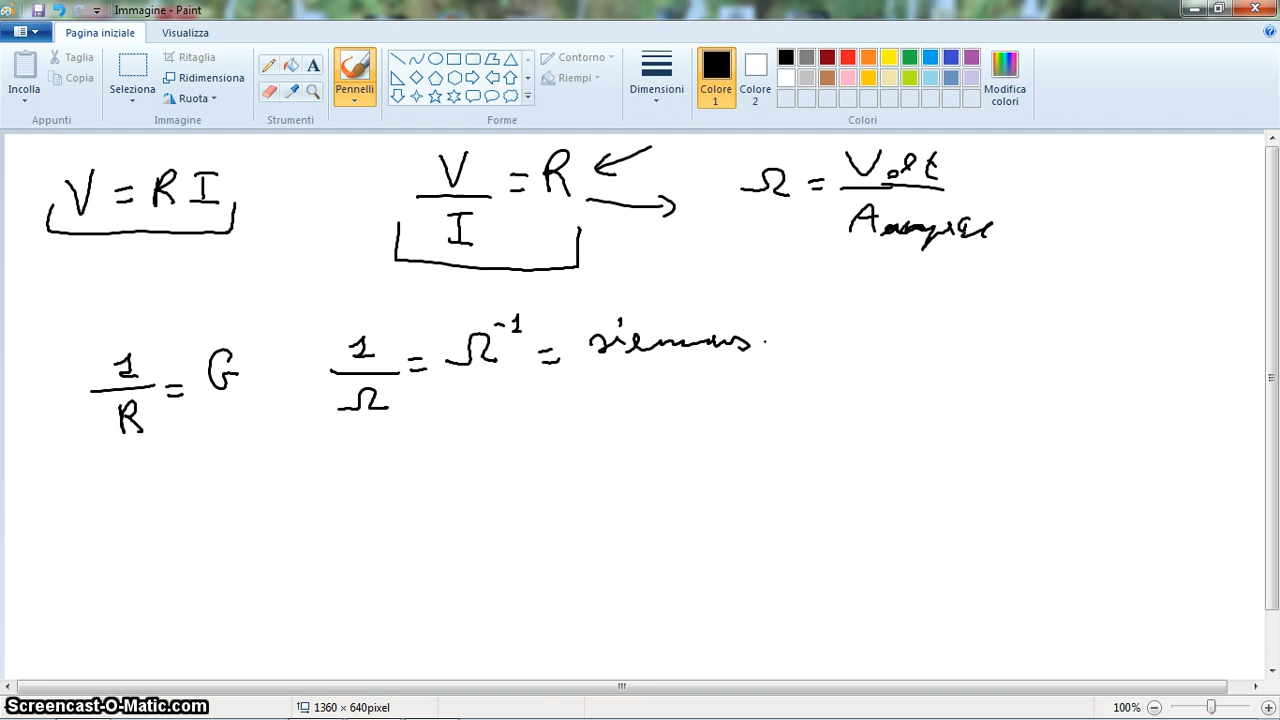 Immagine - Paint
Pagina iniziale Visualizza
Incolla
Taglia
Copia
Appunti
Seleziona
Ritaglia
Ridimensiona
Ruota
Immagine
Pennelli
Strumenti
Forme
Contorno
Riempi
Dimensioni
Colore 1
Colore 2
Modifica colori
Colori
V = R I
V / I = R
Ω = Volt / Ampere
1 / R = G
1 / Ω = Ω⁻¹ = siemens
Screencast-O-Matic.com
1360 × 640pixel
100%